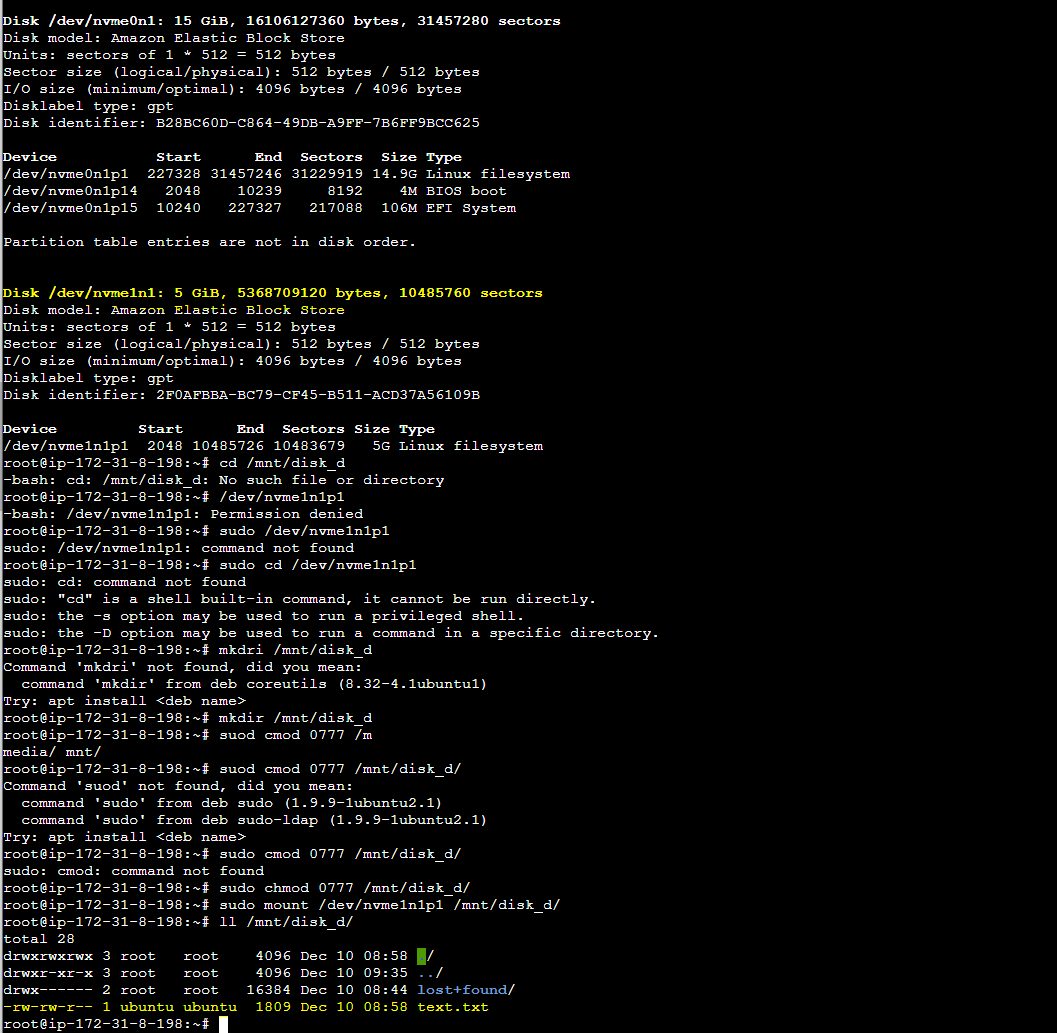 Disk /dev/nvme0n1: 15 GiB, 16106127360 bytes, 31457280 sectors
Disk model: Amazon Elastic Block Store
Units: sectors of 1 * 512 = 512 bytes
Sector size (logical/physical): 512 bytes / 512 bytes
I/O size (minimum/optimal): 4096 bytes / 4096 bytes
Disklabel type: gpt
Disk identifier: B28BC60D-C864-49DB-A9FF-7B6FF9BCC625
Device           Start      End  Sectors  Size Type
/dev/nvme0n1p1  227328 31457246 31229919 14.9G Linux filesystem
/dev/nvme0n1p14   2048    10239     8192    4M BIOS boot
/dev/nvme0n1p15  10240   227327   217088  106M EFI System
Partition table entries are not in disk order.
Disk /dev/nvme1n1: 5 GiB, 5368709120 bytes, 10485760 sectors
Disk model: Amazon Elastic Block Store
Units: sectors of 1 * 512 = 512 bytes
Sector size (logical/physical): 512 bytes / 512 bytes
I/O size (minimum/optimal): 4096 bytes / 4096 bytes
Disklabel type: gpt
Disk identifier: 2F0AFBBA-BC79-CF45-B511-ACD37A56109B
Device         Start      End  Sectors Size Type
/dev/nvme1n1p1  2048 10485726 10483679   5G Linux filesystem
root@ip-172-31-8-198:~# cd /mnt/disk_d
-bash: cd: /mnt/disk_d: No such file or directory
root@ip-172-31-8-198:~# /dev/nvme1n1p1
-bash: /dev/nvme1n1p1: Permission denied
root@ip-172-31-8-198:~# sudo /dev/nvme1n1p1
sudo: /dev/nvme1n1p1: command not found
root@ip-172-31-8-198:~# sudo cd /dev/nvme1n1p1
sudo: cd: command not found
sudo: "cd" is a shell built-in command, it cannot be run directly.
sudo: the -s option may be used to run a privileged shell.
sudo: the -D option may be used to run a command in a specific directory.
root@ip-172-31-8-198:~# mkdri /mnt/disk_d
Command 'mkdri' not found, did you mean:
  command 'mkdir' from deb coreutils (8.32-4.1ubuntu1)
Try: apt install <deb name>
root@ip-172-31-8-198:~# mkdir /mnt/disk_d
root@ip-172-31-8-198:~# suod cmod 0777 /m
media/ mnt/
root@ip-172-31-8-198:~# suod cmod 0777 /mnt/disk_d/
Command 'suod' not found, did you mean:
  command 'sudo' from deb sudo (1.9.9-1ubuntu2.1)
  command 'sudo' from deb sudo-ldap (1.9.9-1ubuntu2.1)
Try: apt install <deb name>
root@ip-172-31-8-198:~# sudo cmod 0777 /mnt/disk_d/
sudo: cmod: command not found
root@ip-172-31-8-198:~# sudo chmod 0777 /mnt/disk_d/
root@ip-172-31-8-198:~# sudo mount /dev/nvme1n1p1 /mnt/disk_d/
root@ip-172-31-8-198:~# ll /mnt/disk_d/
total 28
drwxrwxrwx 3 root   root    4096 Dec 10 08:58 ./
drwxr-xr-x 3 root   root    4096 Dec 10 09:35 ../
drwx------ 2 root   root   16384 Dec 10 08:44 lost+found/
-rw-rw-r-- 1 ubuntu ubuntu  1809 Dec 10 08:58 text.txt
root@ip-172-31-8-198:~#